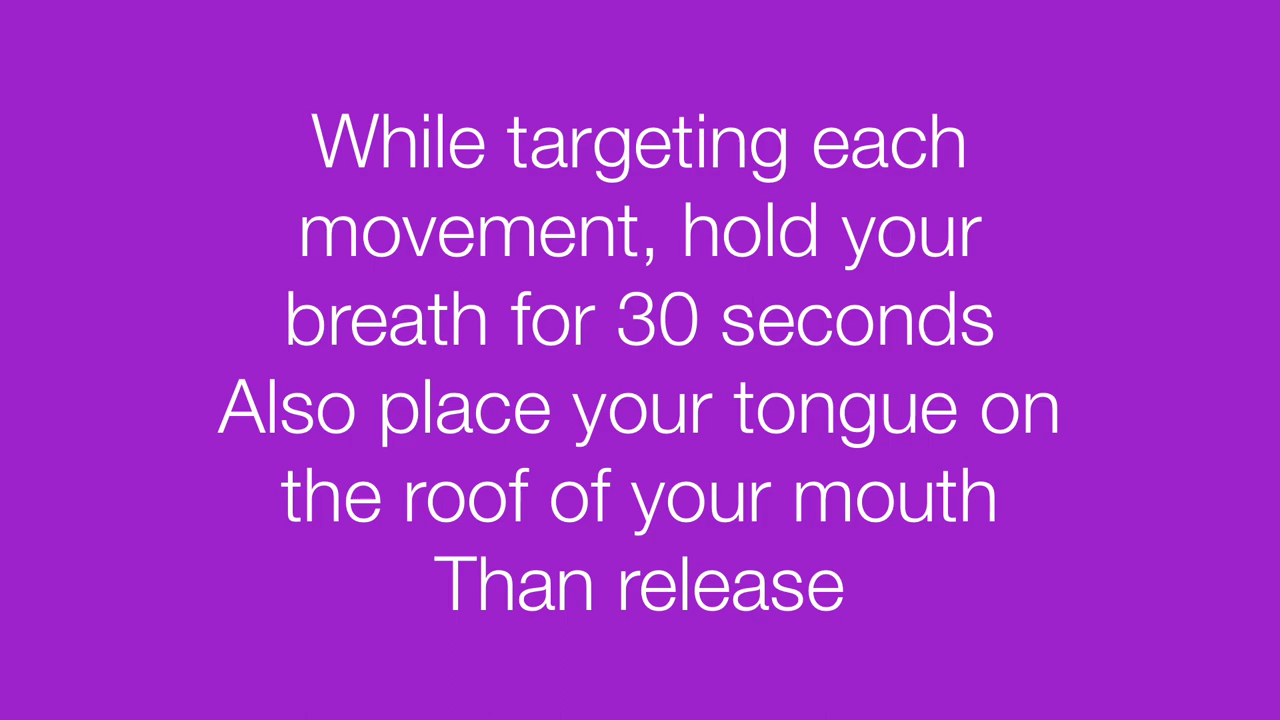 While targeting each
movement, hold your
breath for 30 seconds
Also place your tongue on
the roof of your mouth
Than release